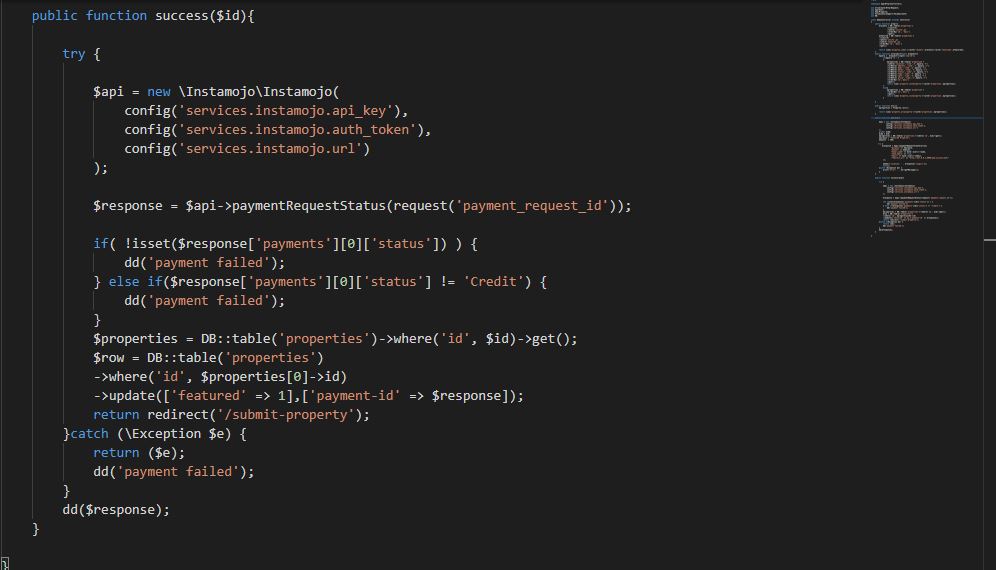 public function success($id){
try {
$api = new \Instamojo\Instamojo(
config('services.instamojo.api_key'),
config('services.instamojo.auth_token'),
config('services.instamojo.url')
);
$response = $api->paymentRequestStatus(request('payment_request_id'));
if( !isset($response['payments'][0]['status']) ) {
dd('payment failed');
} else if($response['payments'][0]['status'] != 'Credit') {
dd('payment failed');
}
$properties = DB::table('properties')->where('id', $id)->get();
$row = DB::table('properties')
->where('id', $properties[0]->id)
->update(['featured' => 1],['payment-id' => $response]);
return redirect('/submit-property');
}catch (\Exception $e) {
return ($e);
dd('payment failed');
}
dd($response);
}
}